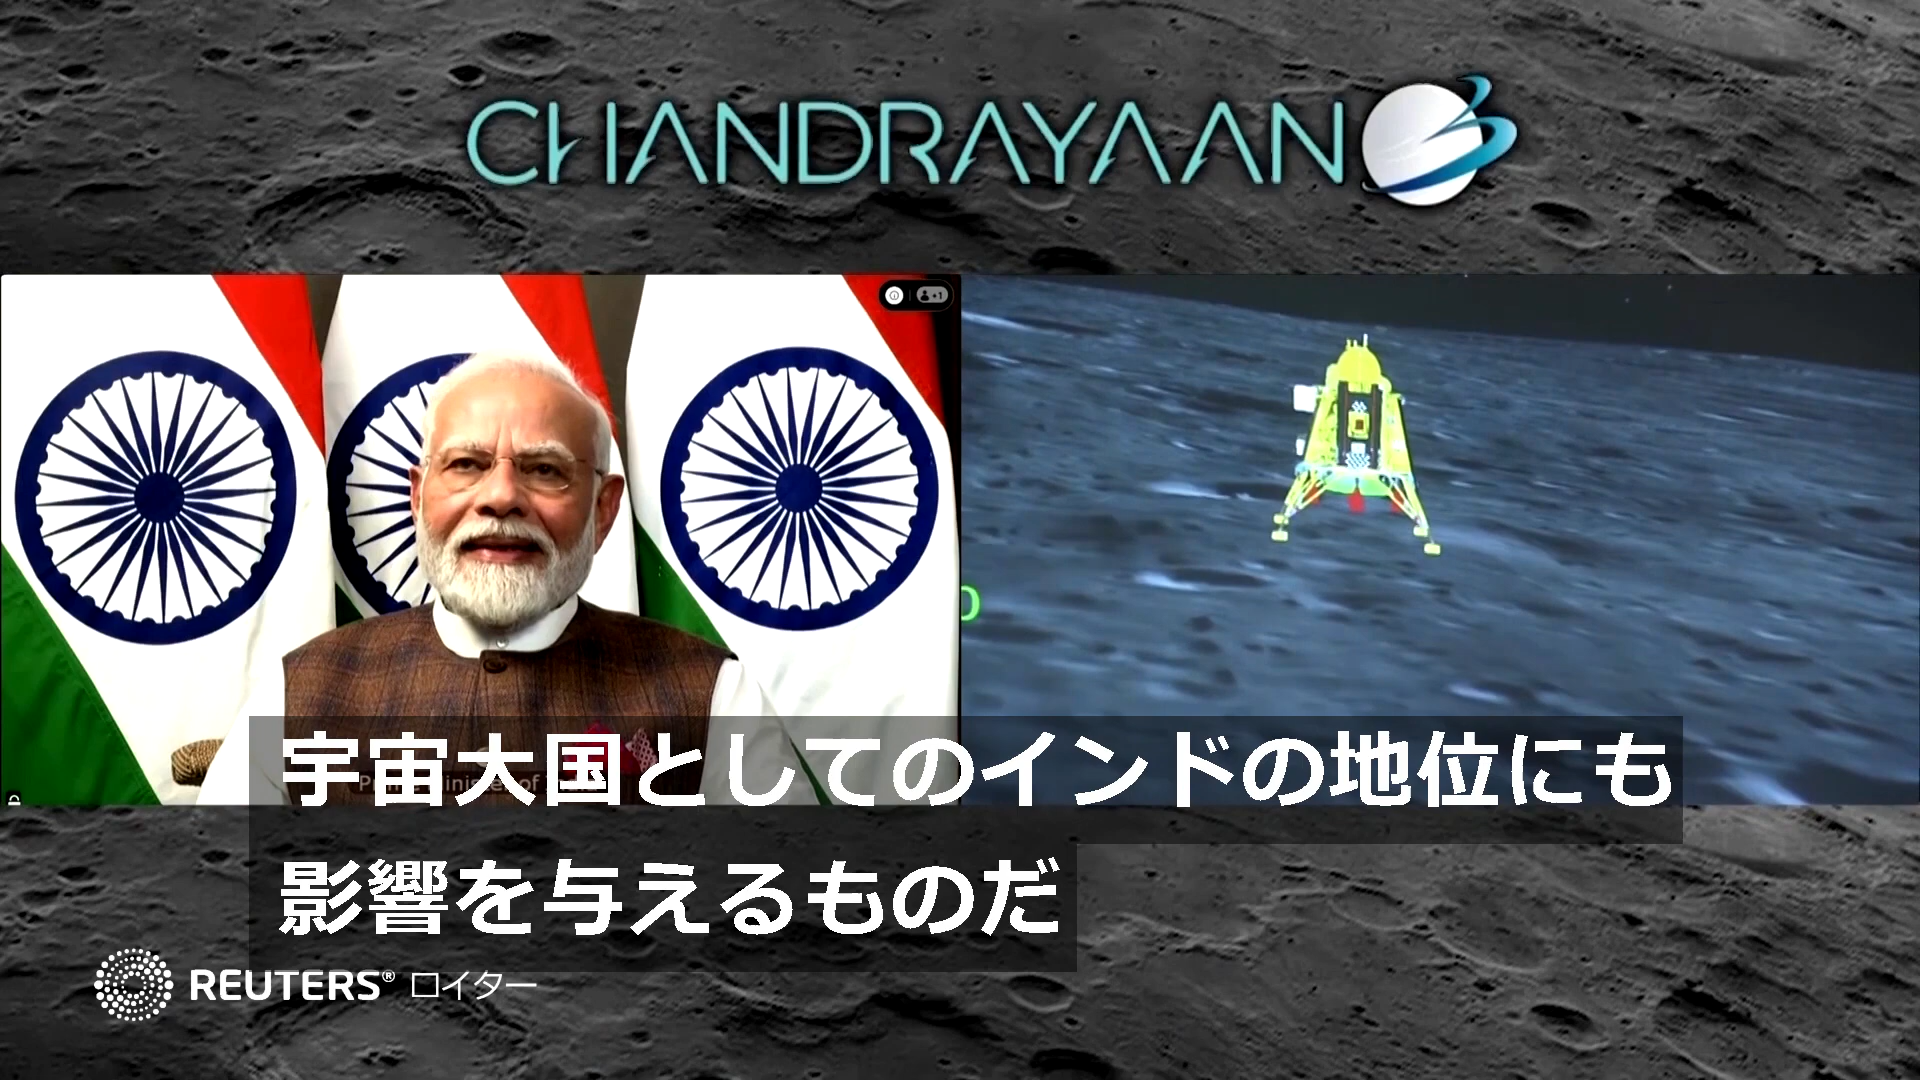 CHANDRAYAAN
+1
宇宙大国としてのインドの地位にも
影響を与えるものだ
REUTERS® ロイター